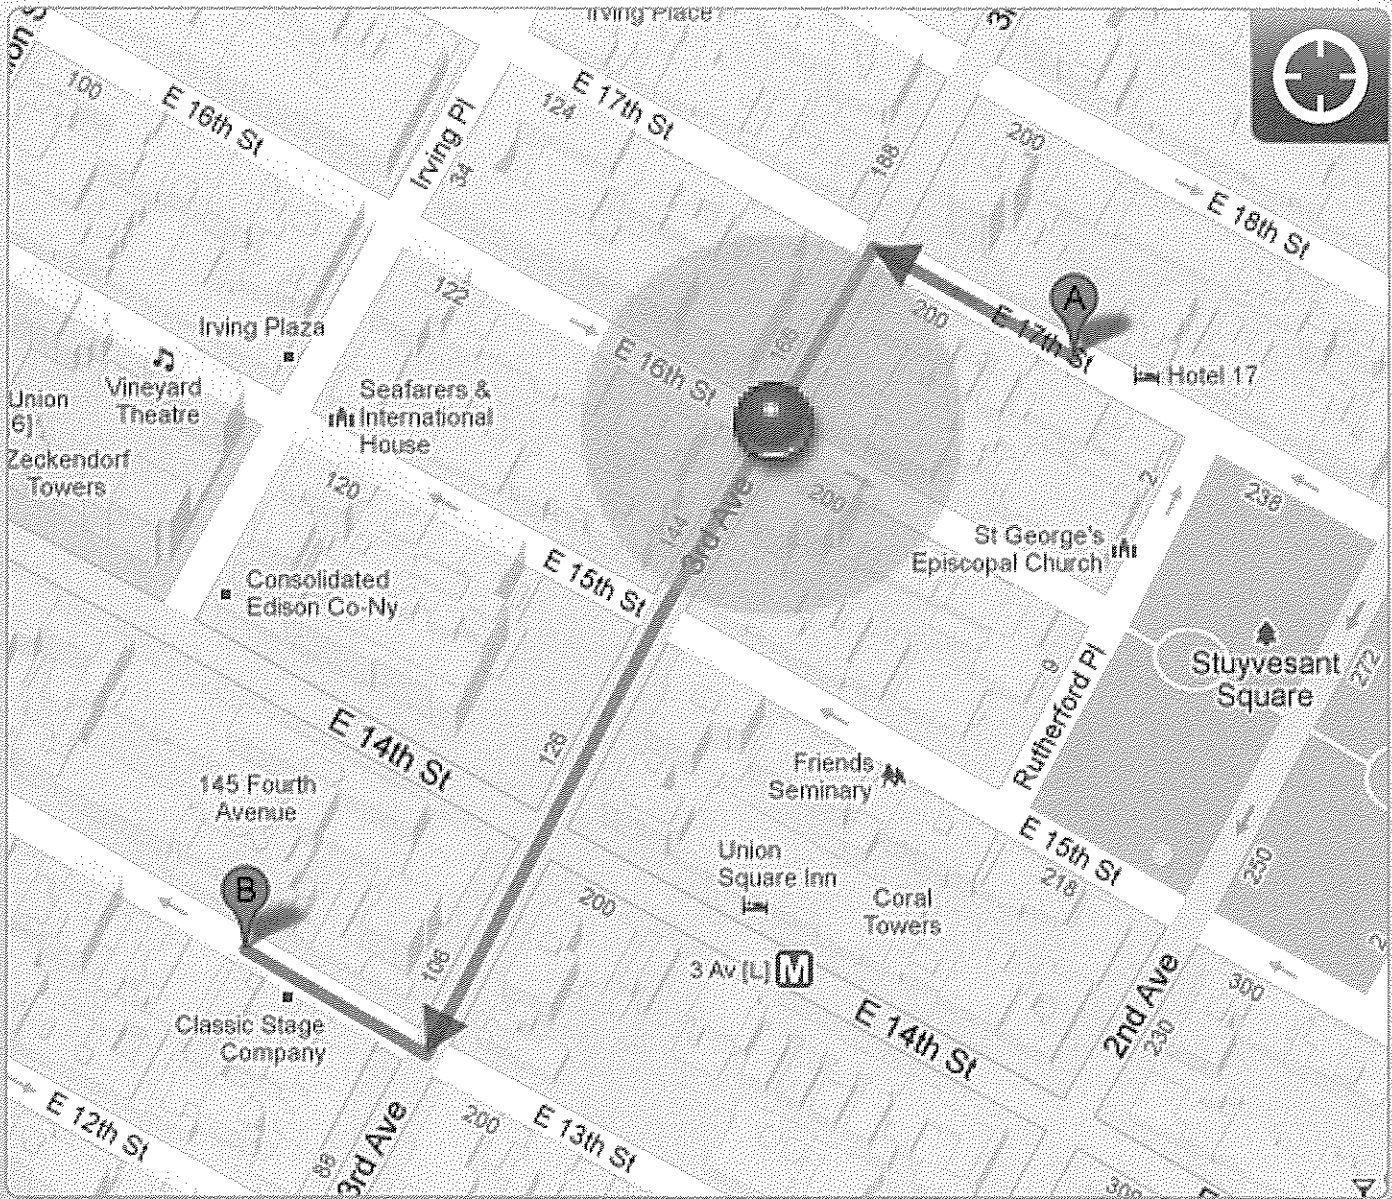 Irving Place
100
E 16th St
Irving Pl
34
124
E 17th St
188
200
E 18th St
122
Irving Plaza
Vineyard
Theatre
Union
6]
Zeckendorf
Towers
Seafarers &
International
House
E 16th St
200
E 17th St
A
Hotel 17
120
144
3rd Ave
200
2
238
St George's
Episcopal Church
E 15th St
Consolidated
Edison Co-Ny
9
Rutherford Pl
Stuyvesant
Square
272
E 14th St
128
145 Fourth
Avenue
Friends
Seminary
E 15th St
218
250
Union
Square Inn
Coral
Towers
B
200
106
3 Av [L] M
E 14th St
2nd Ave
230
300
2
Classic Stage
Company
E 12th St
88
3rd Ave
200
E 13th St
300